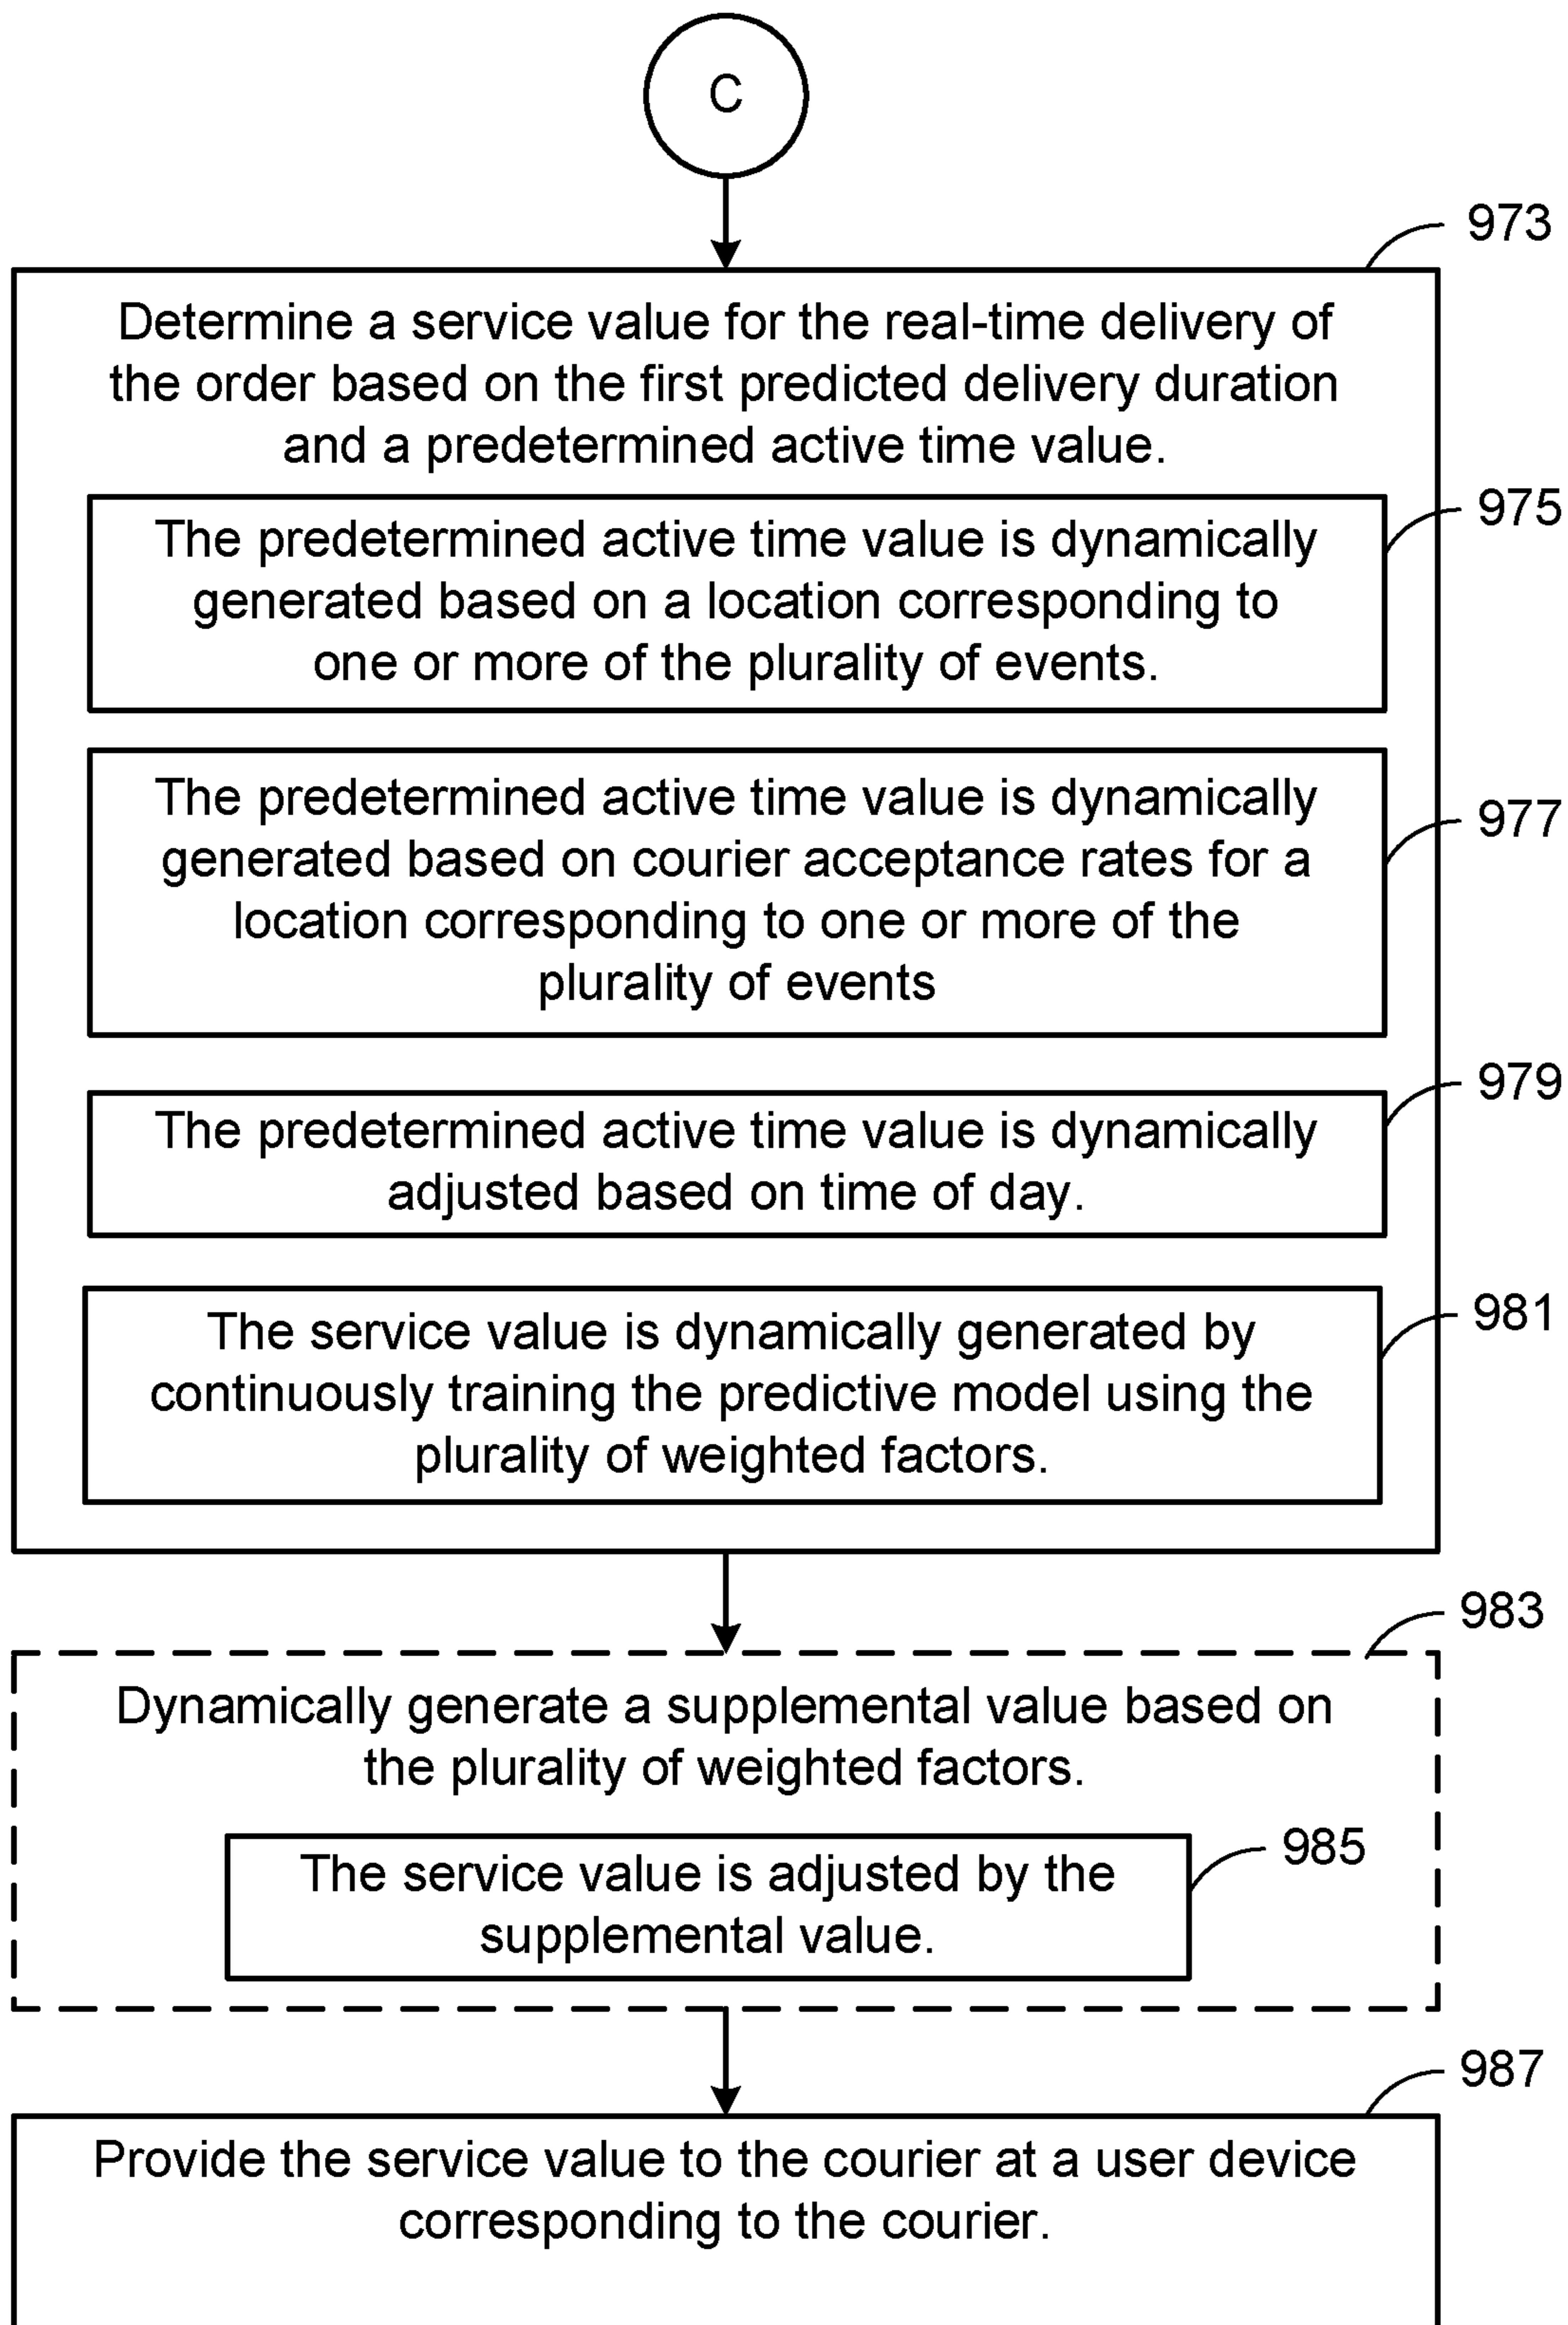 C
973
Determine a service value for the real-time delivery of
the order based on the first predicted delivery duration
and a predetermined active time value.
975
The predetermined active time value is dynamically
generated based on a location corresponding to
one or more of the plurality of events.
977
The predetermined active time value is dynamically
generated based on courier acceptance rates for a
location corresponding to one or more of the
plurality of events
979
The predetermined active time value is dynamically
adjusted based on time of day.
981
The service value is dynamically generated by
continuously training the predictive model using the
plurality of weighted factors.
983
Dynamically generate a supplemental value based on
the plurality of weighted factors.
985
The service value is adjusted by the
supplemental value.
987
Provide the service value to the courier at a user device
corresponding to the courier.